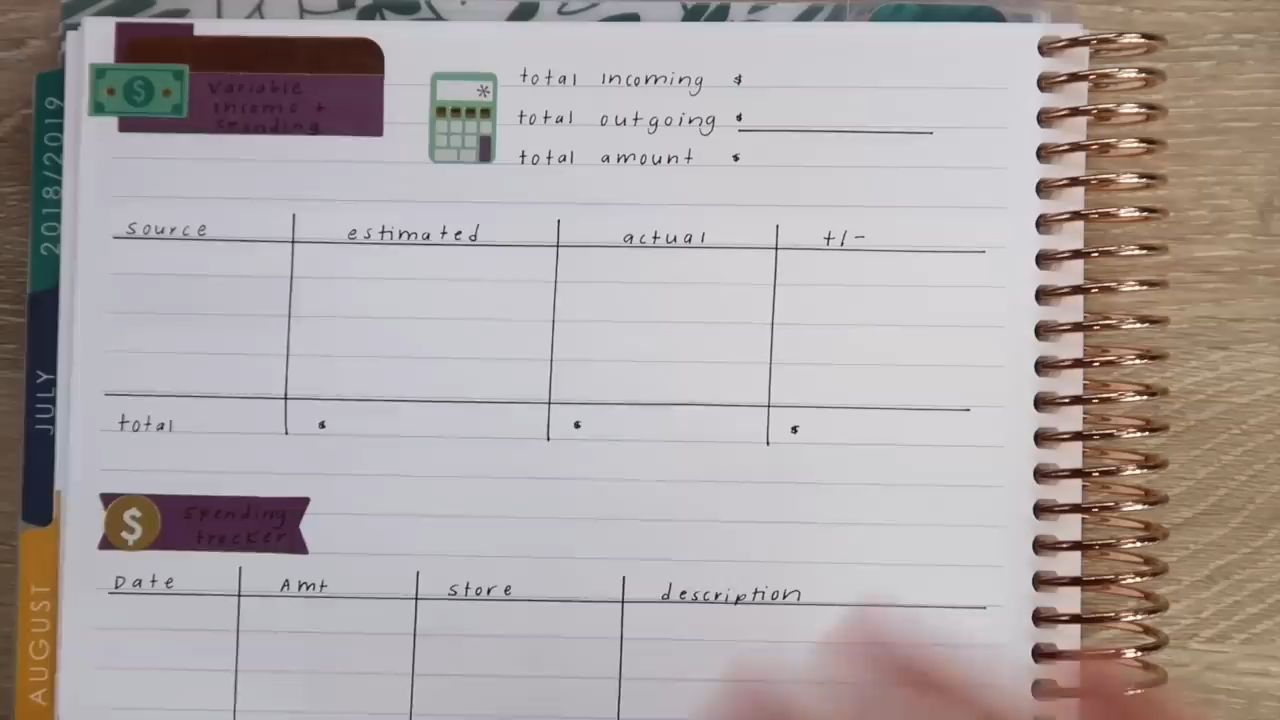 2018/2019
JULY
AUGUST
Variable
Income +
Spending
total incoming $
total outgoing $
total amount $
source estimated actual +/-
total $ $ $
spending
tracker
Date Amt store description